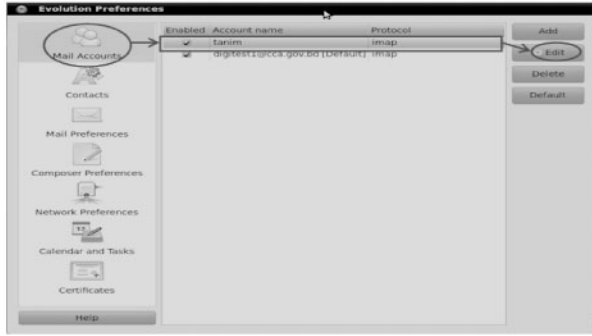 Evolution Preferences
Enabled Account name Protocol
Mail Accounts
tanim imap
digitest1@cca.gov.bd [Default] imap
Contacts
Mail Preferences
Composer Preferences
Network Preferences
Calendar and Tasks
Certificates
Help
Add
Edit
Delete
Default